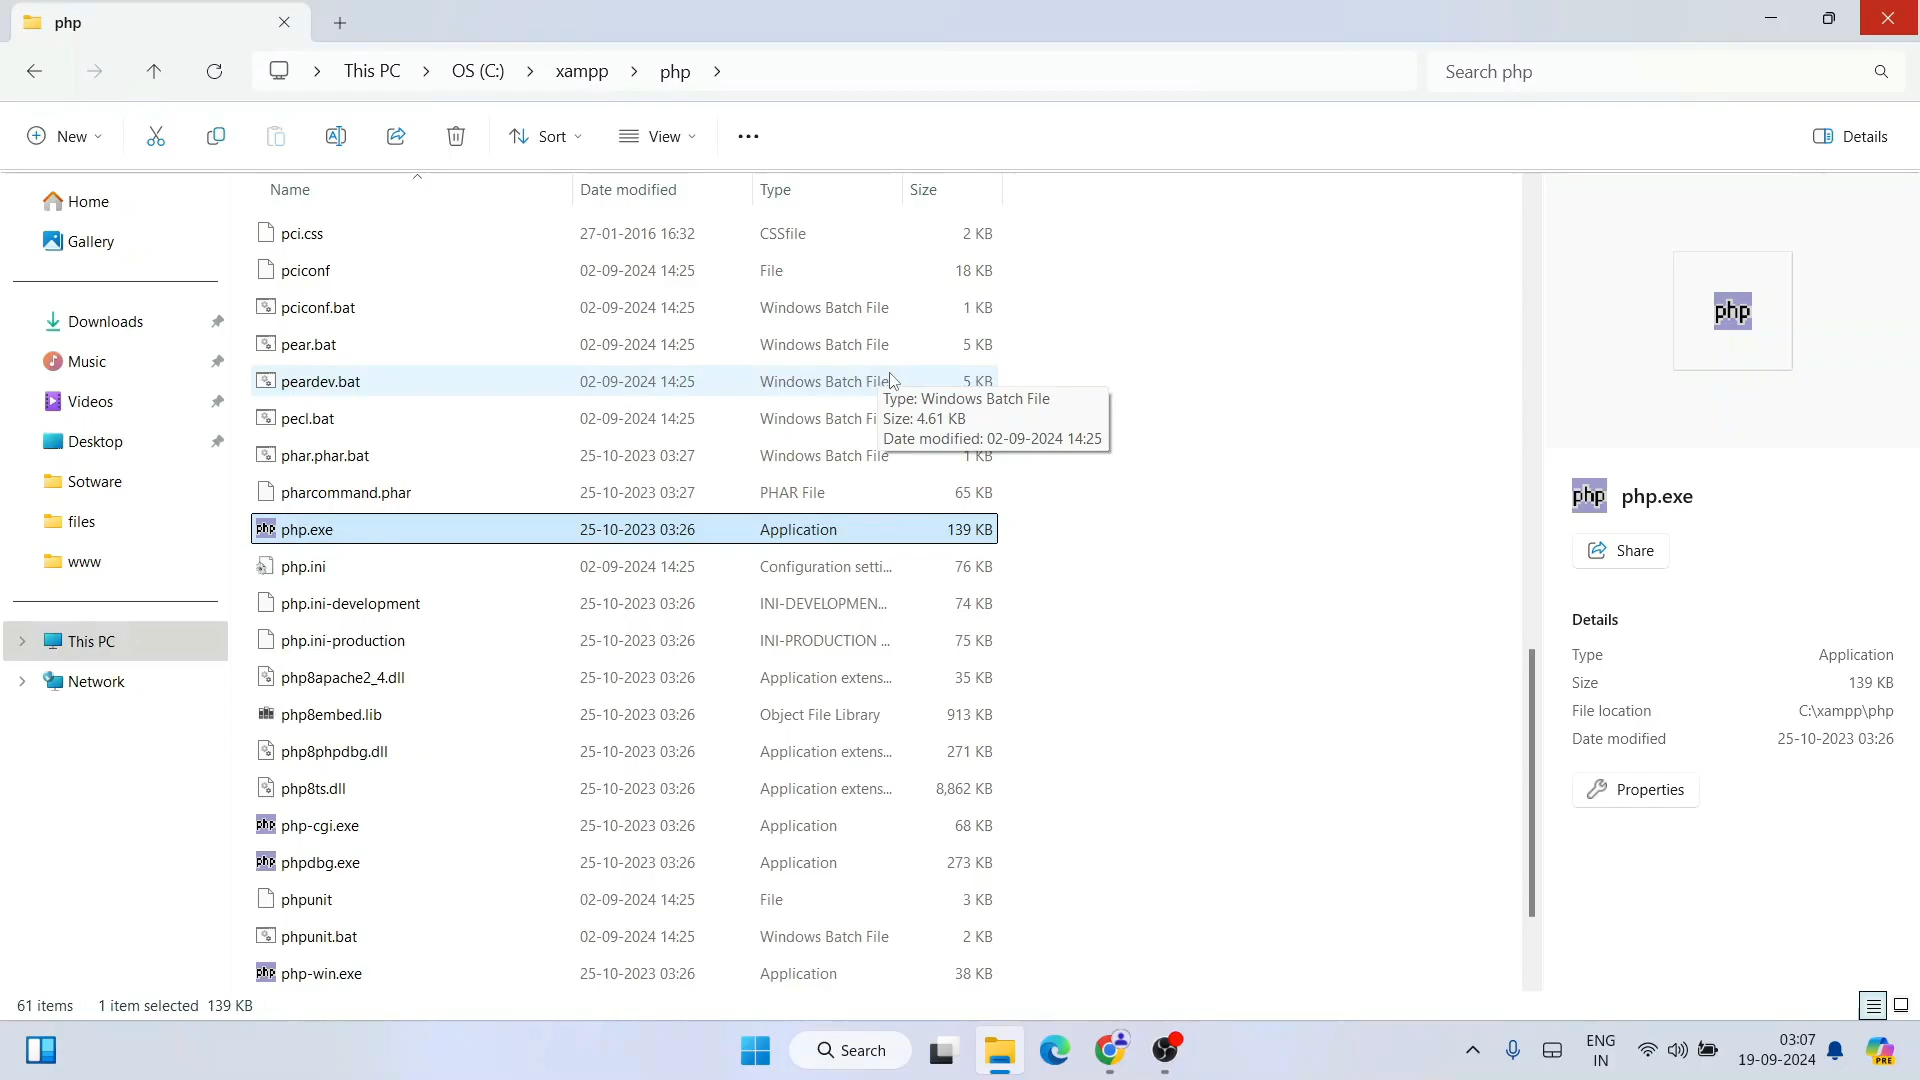 php
This PC
OS (C:)
xampp
php
Search php
New
Sort
View
Details
Name
Date modified
Type
Size
Home
Gallery
Downloads
Music
Videos
Desktop
Sotware
files
www
This PC
Network
pci.css 27-01-2016 16:32 CSSfile 2 KB
pciconf 02-09-2024 14:25 File 18 KB
pciconf.bat 02-09-2024 14:25 Windows Batch File 1 KB
pear.bat 02-09-2024 14:25 Windows Batch File 5 KB
peardev.bat 02-09-2024 14:25 Windows Batch File 5 KB
Type: Windows Batch File
Size: 4.61 KB
Date modified: 02-09-2024 14:25
pecl.bat 02-09-2024 14:25 Windows Batch Fi
phar.phar.bat 25-10-2023 03:27 Windows Batch File 1 KB
pharcommand.phar 25-10-2023 03:27 PHAR File 65 KB
php php.exe 25-10-2023 03:26 Application 139 KB
php.ini 02-09-2024 14:25 Configuration setti... 76 KB
php.ini-development 25-10-2023 03:26 INI-DEVELOPMEN... 74 KB
php.ini-production 25-10-2023 03:26 INI-PRODUCTION ... 75 KB
php8apache2_4.dll 25-10-2023 03:26 Application extens... 35 KB
php8embed.lib 25-10-2023 03:26 Object File Library 913 KB
php8phpdbg.dll 25-10-2023 03:26 Application extens... 271 KB
php8ts.dll 25-10-2023 03:26 Application extens... 8,862 KB
php php-cgi.exe 25-10-2023 03:26 Application 68 KB
php phpdbg.exe 25-10-2023 03:26 Application 273 KB
phpunit 02-09-2024 14:25 File 3 KB
phpunit.bat 02-09-2024 14:25 Windows Batch File 2 KB
php php-win.exe 25-10-2023 03:26 Application 38 KB
php
php php.exe
Share
Details
Type Application
Size 139 KB
File location C:\xampp\php
Date modified 25-10-2023 03:26
Properties
61 items 1 item selected 139 KB
Search
ENG
IN
03:07
19-09-2024
PRE